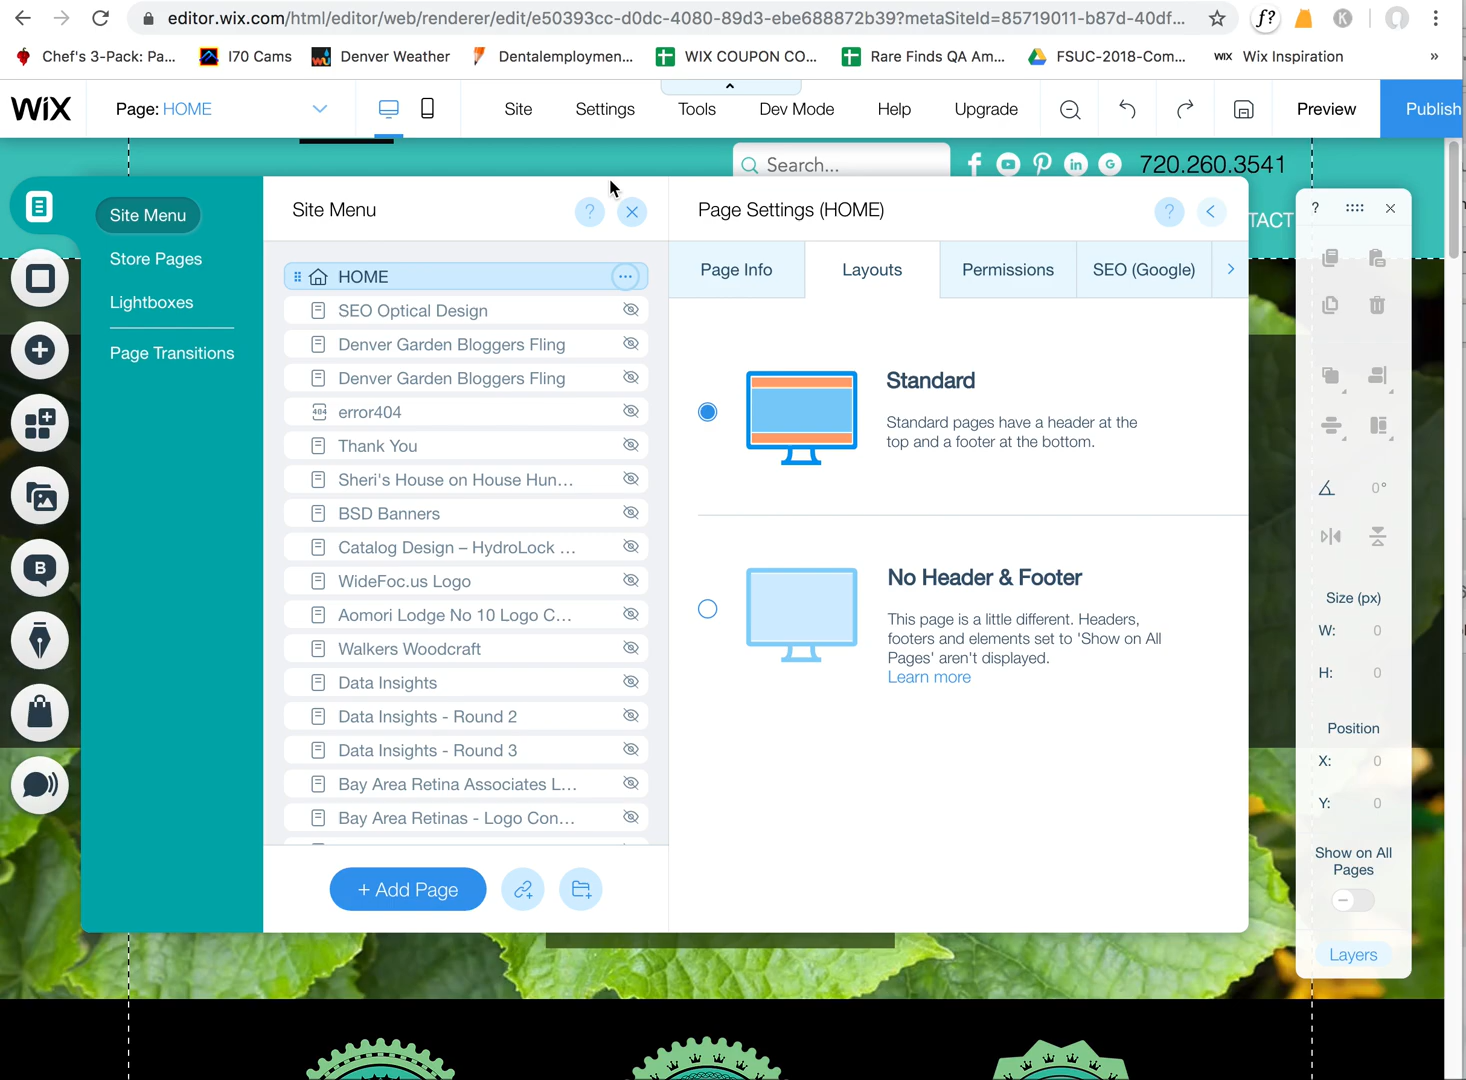 editor.wix.com/html/editor/web/renderer/edit/e50393cc-d0dc-4080-89d3-ebe688872b39?metaSiteId=85719011-b87d-40df...
f?
K
Chef's 3-Pack: Pa...
I70 Cams
Denver Weather
Dentalemploymen...
WIX COUPON CO...
Rare Finds QA Am...
FSUC-2018-Com...
WIX Wix Inspiration
»
WIX
Page: HOME
Site
Settings
Tools
Dev Mode
Help
Upgrade
Preview
Publish
Search...
720.260.3541
TACT
Site Menu
Store Pages
Lightboxes
Page Transitions
B
Site Menu
?
HOME
SEO Optical Design
Denver Garden Bloggers Fling
Denver Garden Bloggers Fling
404 error404
Thank You
Sheri's House on House Hun...
BSD Banners
Catalog Design – HydroLock ...
WideFoc.us Logo
Aomori Lodge No 10 Logo C...
Walkers Woodcraft
Data Insights
Data Insights - Round 2
Data Insights - Round 3
Bay Area Retina Associates L...
Bay Area Retinas - Logo Con...
+ Add Page
Page Settings (HOME)
?
Page Info
Layouts
Permissions
SEO (Google)
Standard
Standard pages have a header at the
top and a footer at the bottom.
No Header & Footer
This page is a little different. Headers,
footers and elements set to 'Show on All
Pages' aren't displayed.
Learn more
?
0°
Size (px)
W: 0
H: 0
Position
X: 0
Y: 0
Show on All
Pages
Layers